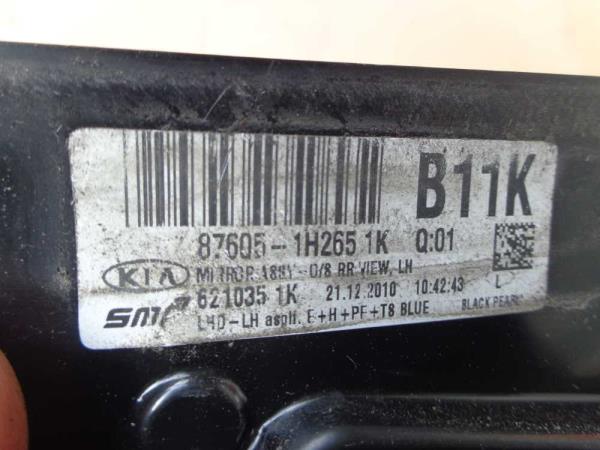 B11K
87605-1H265 1K Q:01
KIA MIRROR ASSY-O/S RR VIEW, LH
SMR 621035 1K 21.12.2010 10:42:43 L
LHD-LH asph. E+H+PF+T8 BLUE BLACK PEARL